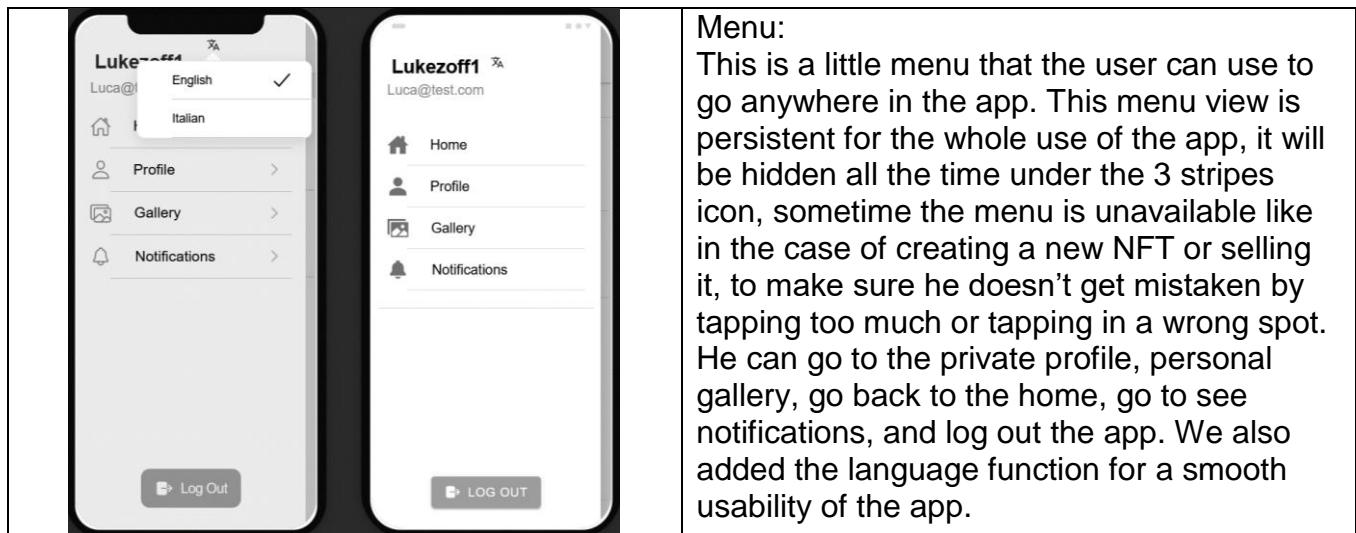 Lukezoff1
Luca@t
English
Italian
H
Profile
Gallery
Notifications
Log Out
Lukezoff1
Luca@test.com
Home
Profile
Gallery
Notifications
LOG OUT
Menu:
This is a little menu that the user can use to
go anywhere in the app. This menu view is
persistent for the whole use of the app, it will
be hidden all the time under the 3 stripes
icon, sometime the menu is unavailable like
in the case of creating a new NFT or selling
it, to make sure he doesn’t get mistaken by
tapping too much or tapping in a wrong spot.
He can go to the private profile, personal
gallery, go back to the home, go to see
notifications, and log out the app. We also
added the language function for a smooth
usability of the app.